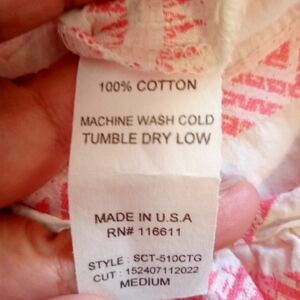 100% COTTON
MACHINE WASH COLD
TUMBLE DRY LOW
MADE IN U.S.A
RN# 116611
STYLE : SCT-510CTG
CUT : 152407112022
MEDIUM